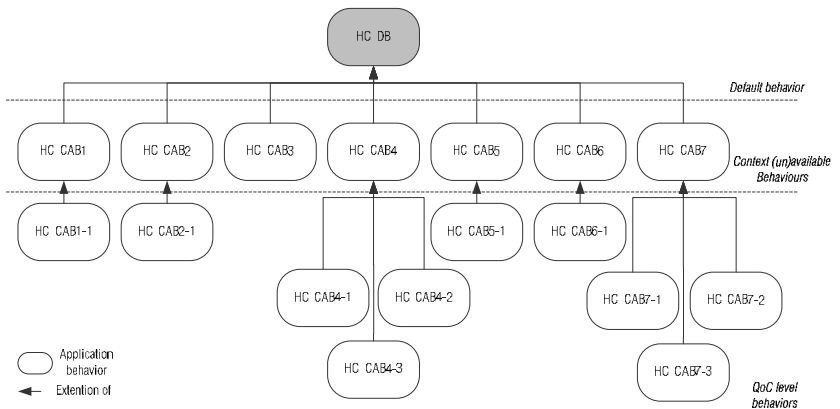 HC DB
Default behavior
HC CAB1
HC CAB2
HC CAB3
HC CAB4
HC CAB5
HC CAB6
HC CAB7
Context (un)available
Behaviours
HC CAB1-1
HC CAB2-1
HC CAB5-1
HC CAB6-1
HC CAB4-1
HC CAB4-2
HC CAB7-1
HC CAB7-2
HC CAB4-3
HC CAB7-3
Application
behavior
Extention of
QoC level
behaviors